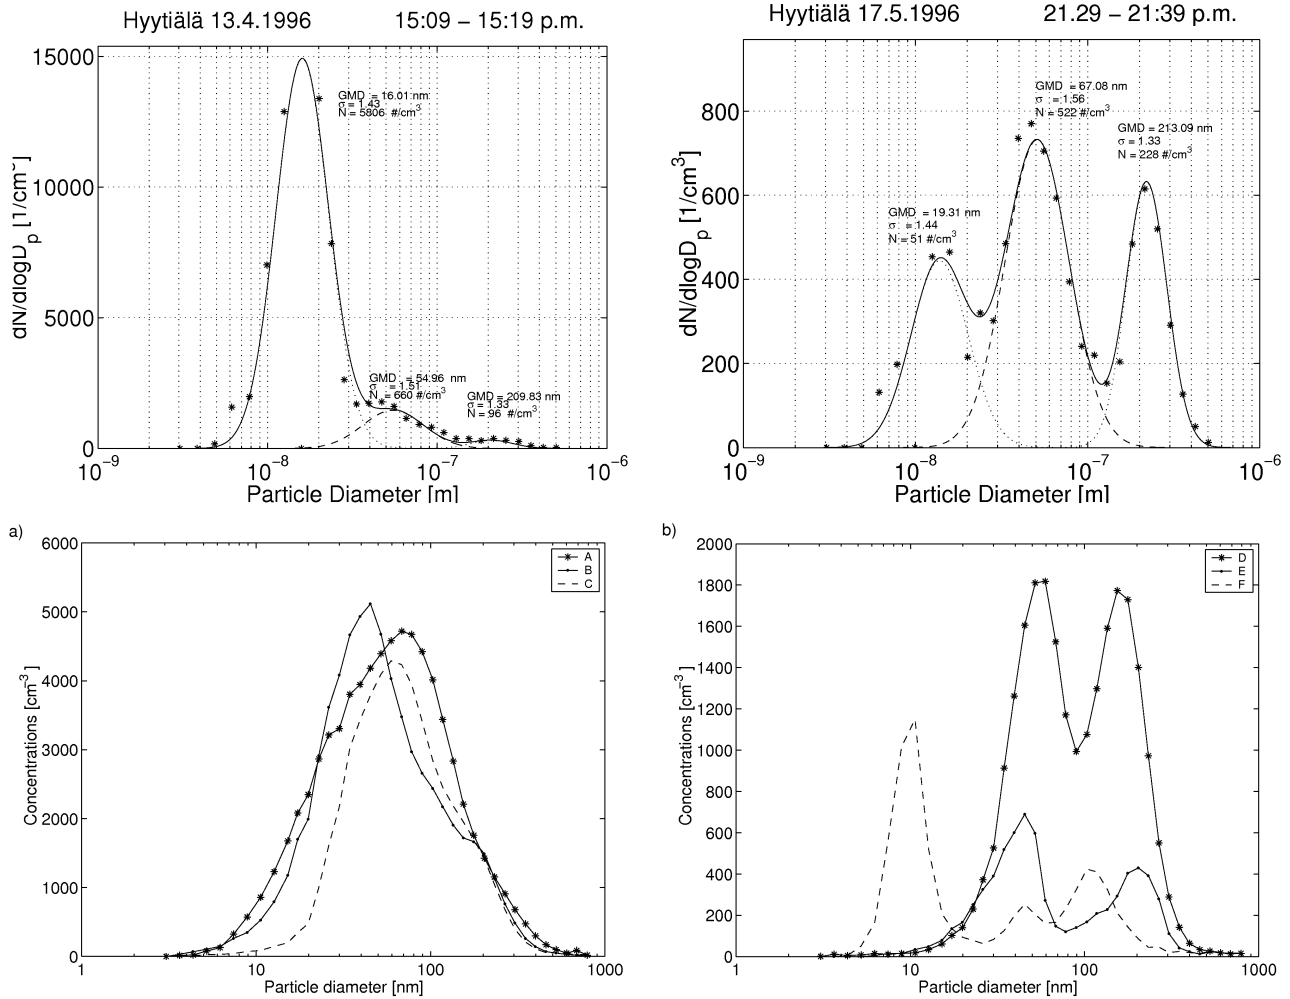 Hyytiälä 13.4.1996 15:09 – 15:19 p.m.
15000
10000
5000
0
dN/dlogDp [1/cm³]
GMD = 16.01 nm
σ = 1.43
N = 5806 #/cm³
GMD = 54.96 nm
σ = 1.51
N = 660 #/cm³
GMD = 209.83 nm
σ = 1.33
N = 96 #/cm³
10⁻⁹ 10⁻⁸ 10⁻⁷ 10⁻⁶
Particle Diameter [m]
Hyytiälä 17.5.1996 21.29 – 21:39 p.m.
800
600
400
200
0
dN/dlogDp [1/cm³]
GMD = 67.08 nm
σ = 1.56
N = 522 #/cm³
GMD = 213.09 nm
σ = 1.33
N = 228 #/cm³
GMD = 19.31 nm
σ = 1.44
N = 51 #/cm³
10⁻⁹ 10⁻⁸ 10⁻⁷ 10⁻⁶
Particle Diameter [m]
a)
6000
5000
4000
3000
2000
1000
0
Concentrations [cm⁻³]
A
B
C
1 10 100 1000
Particle diameter [nm]
b)
2000
1800
1600
1400
1200
1000
800
600
400
200
0
Concentrations [cm⁻³]
D
E
F
1 10 100 1000
Particle diameter [nm]